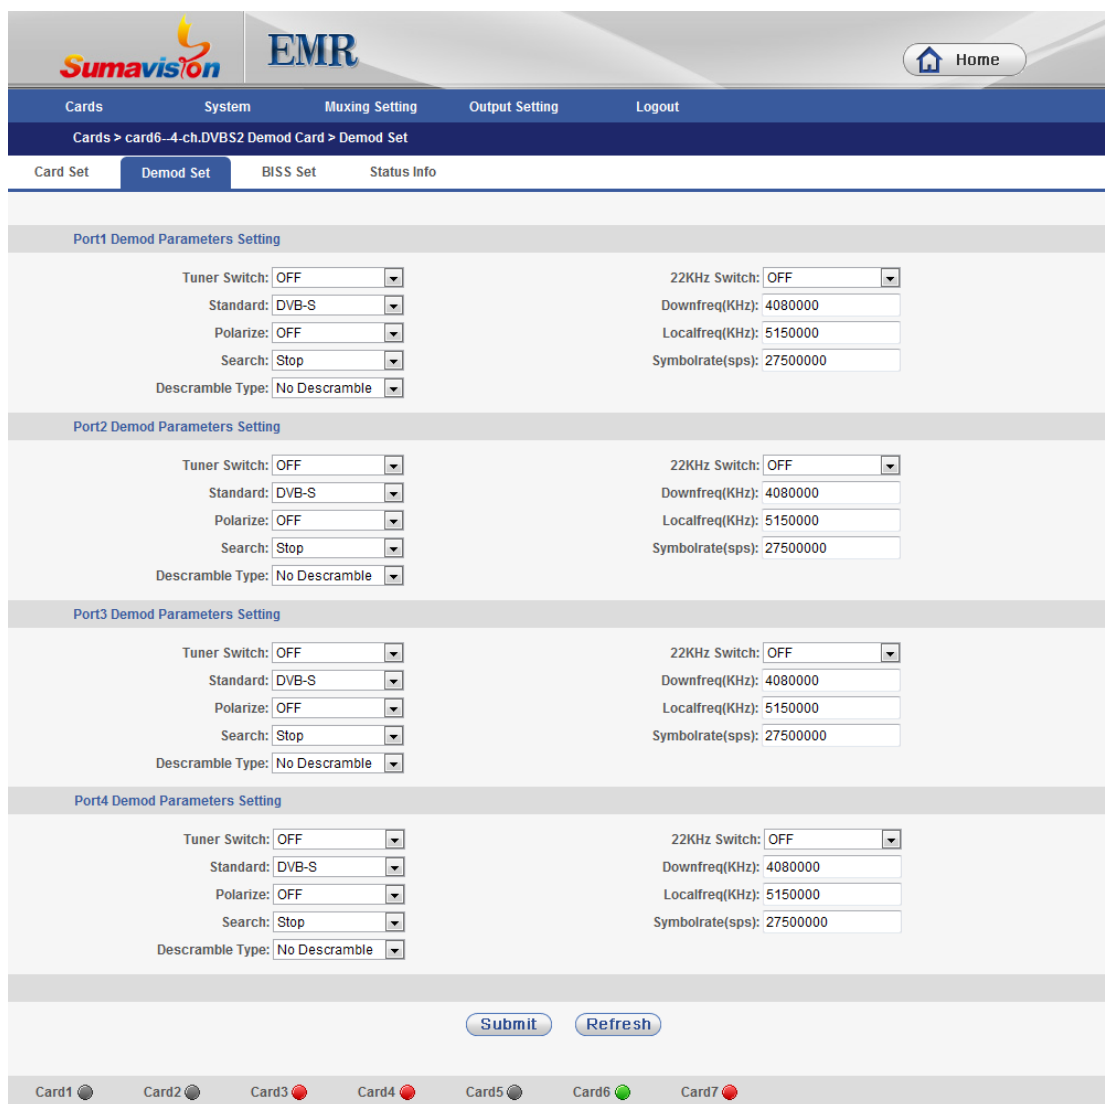 Sumavision EMR Home
Cards System Muxing Setting Output Setting Logout
Cards > card6--4-ch.DVBS2 Demod Card > Demod Set
Card Set Demod Set BISS Set Status Info
Port1 Demod Parameters Setting
Tuner Switch: OFF 22KHz Switch: OFF
Standard: DVB-S Downfreq(KHz): 4080000
Polarize: OFF Localfreq(KHz): 5150000
Search: Stop Symbolrate(sps): 27500000
Descramble Type: No Descramble
Port2 Demod Parameters Setting
Tuner Switch: OFF 22KHz Switch: OFF
Standard: DVB-S Downfreq(KHz): 4080000
Polarize: OFF Localfreq(KHz): 5150000
Search: Stop Symbolrate(sps): 27500000
Descramble Type: No Descramble
Port3 Demod Parameters Setting
Tuner Switch: OFF 22KHz Switch: OFF
Standard: DVB-S Downfreq(KHz): 4080000
Polarize: OFF Localfreq(KHz): 5150000
Search: Stop Symbolrate(sps): 27500000
Descramble Type: No Descramble
Port4 Demod Parameters Setting
Tuner Switch: OFF 22KHz Switch: OFF
Standard: DVB-S Downfreq(KHz): 4080000
Polarize: OFF Localfreq(KHz): 5150000
Search: Stop Symbolrate(sps): 27500000
Descramble Type: No Descramble
Submit Refresh
Card1 Card2 Card3 Card4 Card5 Card6 Card7